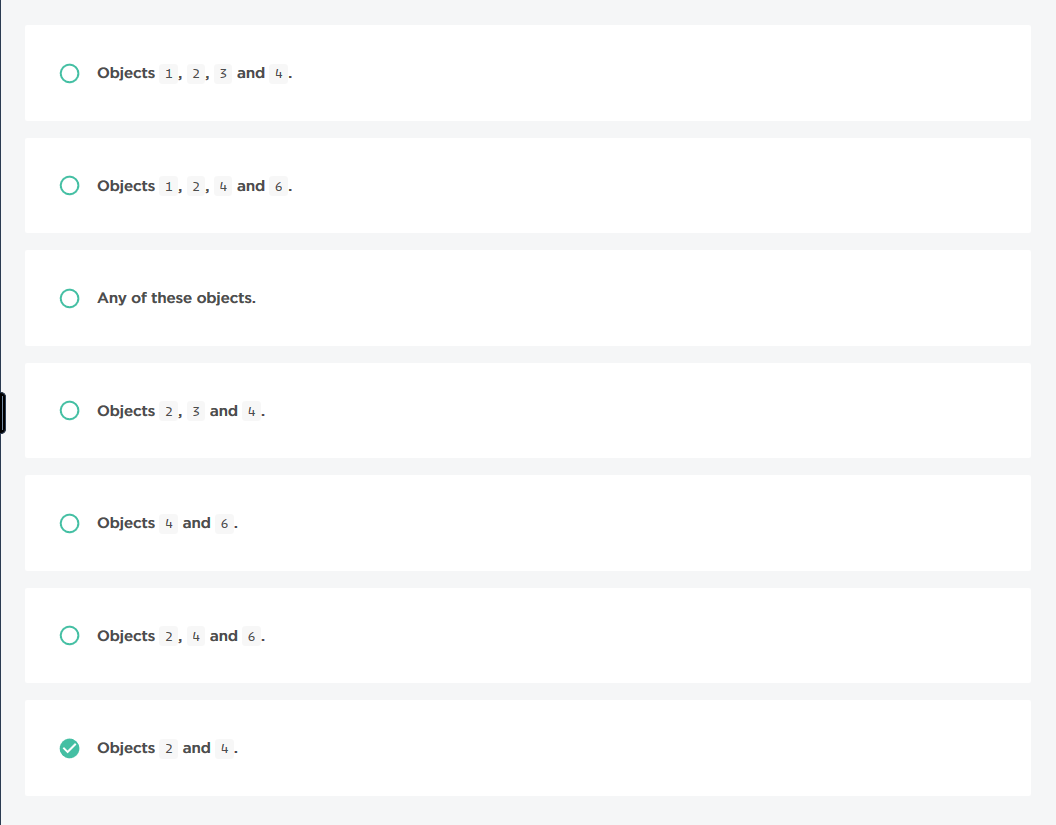 Objects 1, 2, 3 and 4.
Objects 1, 2, 4 and 6.
Any of these objects.
Objects 2, 3 and 4.
Objects 4 and 6.
Objects 2, 4 and 6.
Objects 2 and 4.